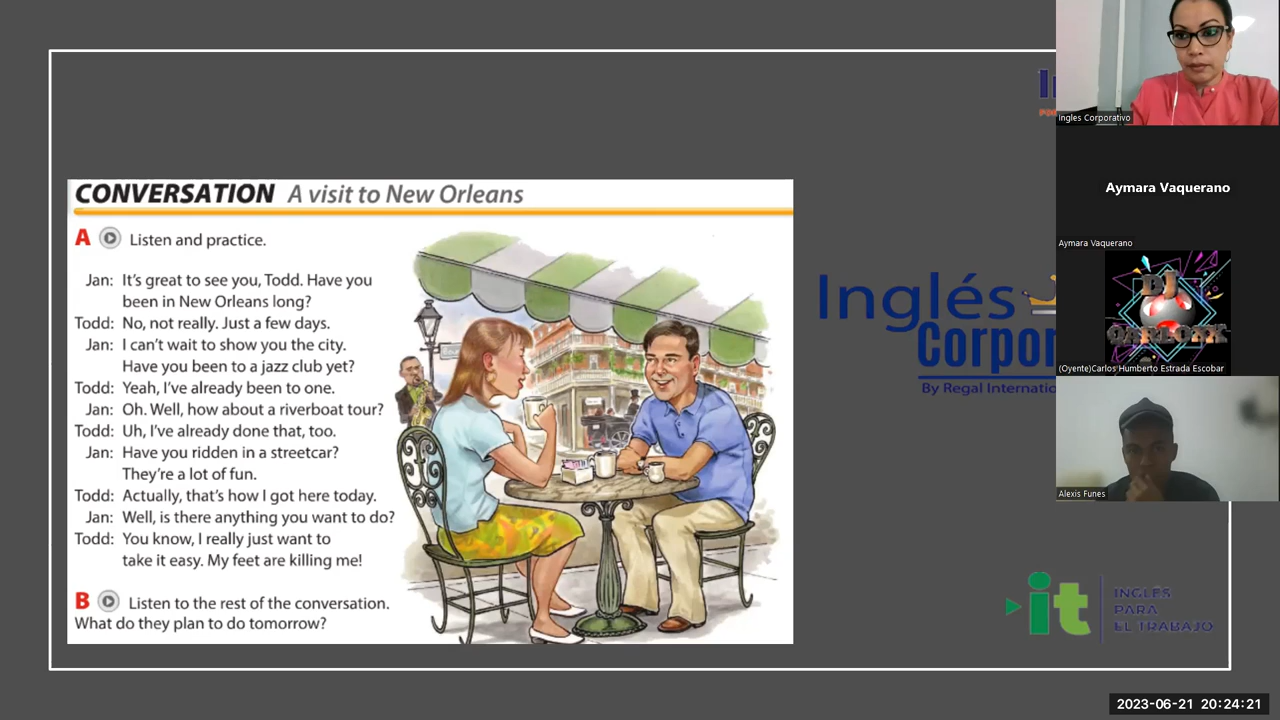 CONVERSATION A visit to New Orleans
A Listen and practice.
Jan: It's great to see you, Todd. Have you
been in New Orleans long?
Todd: No, not really. Just a few days.
Jan: I can't wait to show you the city.
Have you been to a jazz club yet?
Todd: Yeah, I've already been to one.
Jan: Oh. Well, how about a riverboat tour?
Todd: Uh, I've already done that, too.
Jan: Have you ridden in a streetcar?
They're a lot of fun.
Todd: Actually, that's how I got here today.
Jan: Well, is there anything you want to do?
Todd: You know, I really just want to
take it easy. My feet are killing me!
B Listen to the rest of the conversation.
What do they plan to do tomorrow?
Inglés
Corpor
By Regal Internatio
it
INGLÉS
PARA
EL TRABAJO
Ingles Corporativo
Aymara Vaquerano
Aymara Vaquerano
DJ
(Oyente)Carlos Humberto Estrada Escobar
Alexis Funes
2023-06-21 20:24:21